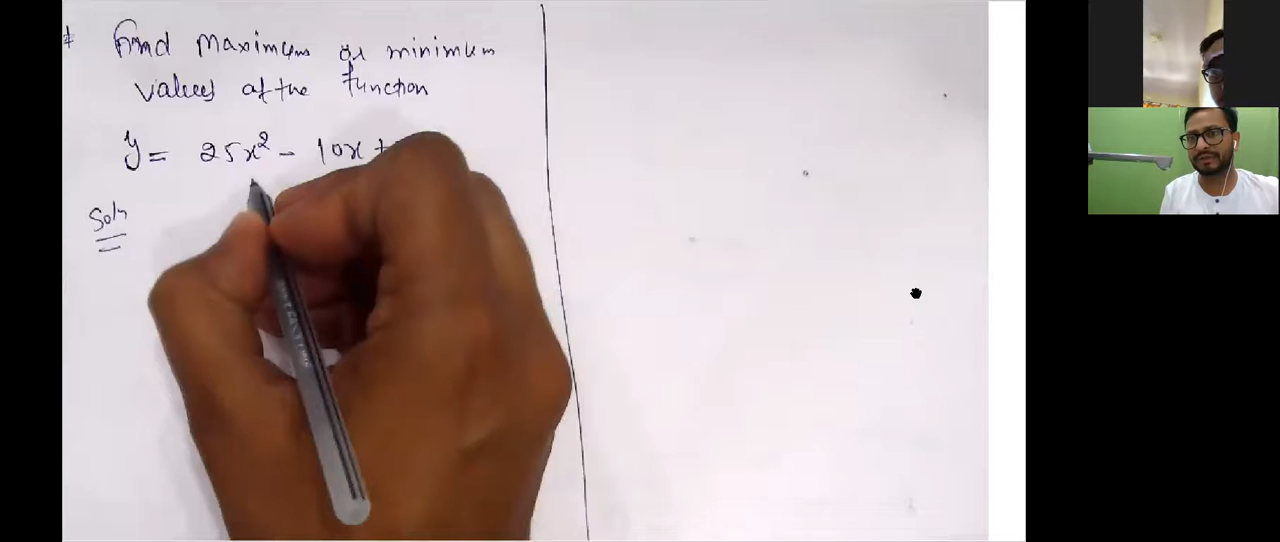 # Find Maximum or minimum
values of the function
y = 25x² - 10x +
Soln